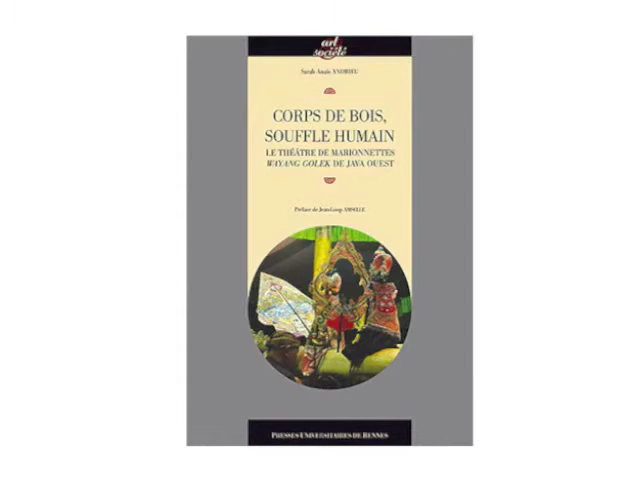 art
société
Sarah Anaïs ANDRIEU
CORPS DE BOIS,
SOUFFLE HUMAIN
LE THÉÂTRE DE MARIONNETTES
WAYANG GOLEK DE JAVA OUEST
Préface de Jean-Loup AMSELLE
PRESSES UNIVERSITAIRES DE RENNES